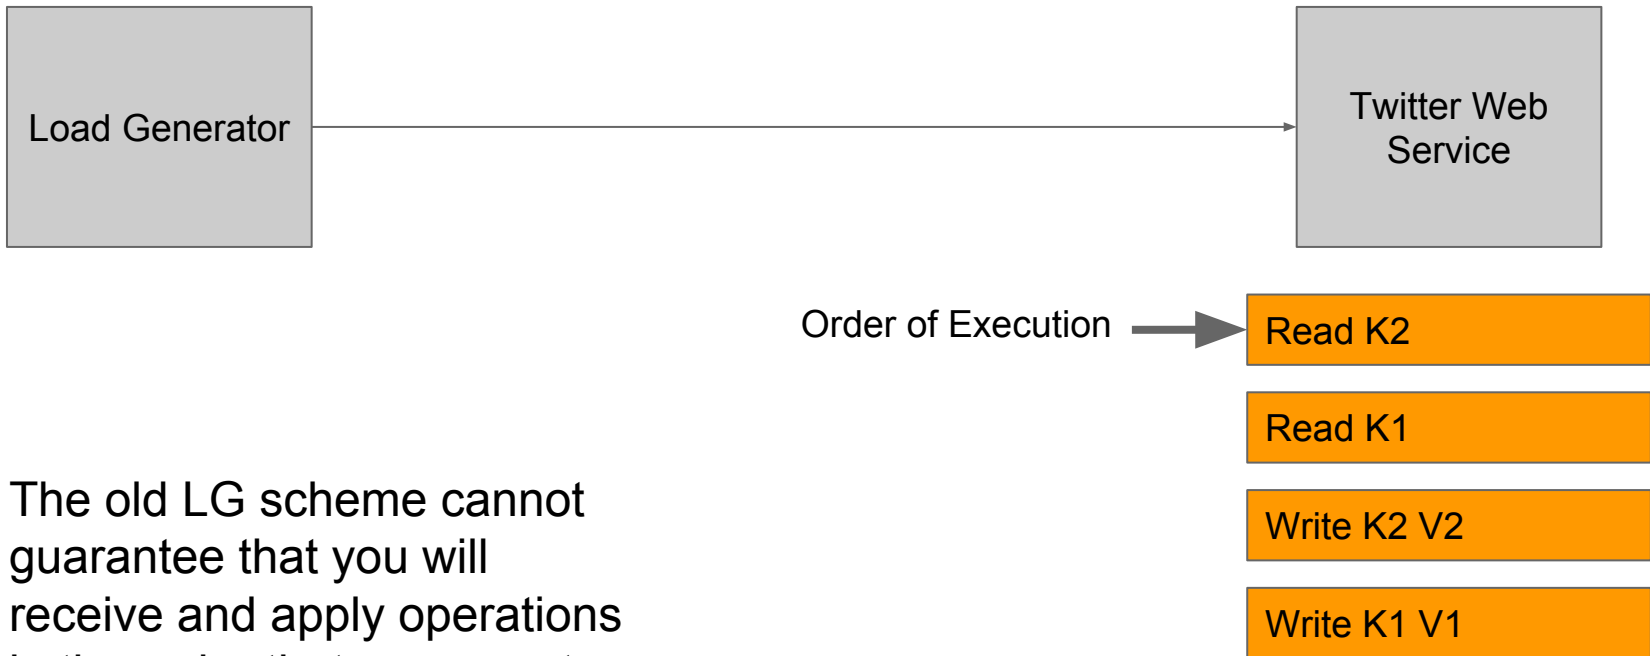 Load Generator
Twitter Web
Service
Order of Execution
Read K2
Read K1
Write K2 V2
Write K1 V1
The old LG scheme cannot
guarantee that you will
receive and apply operations